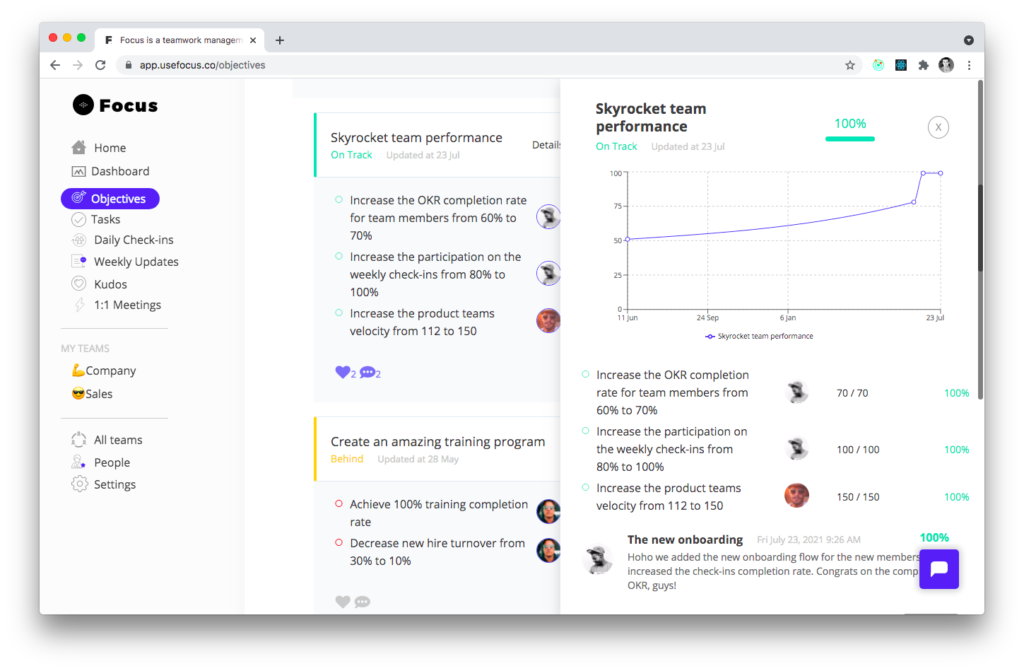 Focus is a teamwork managem
app.usefocus.co/objectives
Focus
Home
Dashboard
Objectives
Tasks
Daily Check-ins
Weekly Updates
Kudos
1:1 Meetings
MY TEAMS
Company
Sales
All teams
People
Settings
Skyrocket team performance
On Track Updated at 23 Jul
Details
Increase the OKR completion rate
for team members from 60% to
70%
Increase the participation on the
weekly check-ins from 80% to
100%
Increase the product teams
velocity from 112 to 150
2 2
Create an amazing training program
Behind Updated at 28 May
Achieve 100% training completion
rate
Decrease new hire turnover from
30% to 10%
Skyrocket team
performance
100%
X
On Track Updated at 23 Jul
100
75
50
25
0
11 Jun 24 Sep 6 Jan 23 Jul
Skyrocket team performance
Increase the OKR completion
rate for team members from
60% to 70%
70 / 70 100%
Increase the participation on
the weekly check-ins from
80% to 100%
100 / 100 100%
Increase the product teams
velocity from 112 to 150
150 / 150 100%
The new onboarding Fri July 23, 2021 9:26 AM 100%
Hoho we added the new onboarding flow for the new members
increased the check-ins completion rate. Congrats on the comp
OKR, guys!